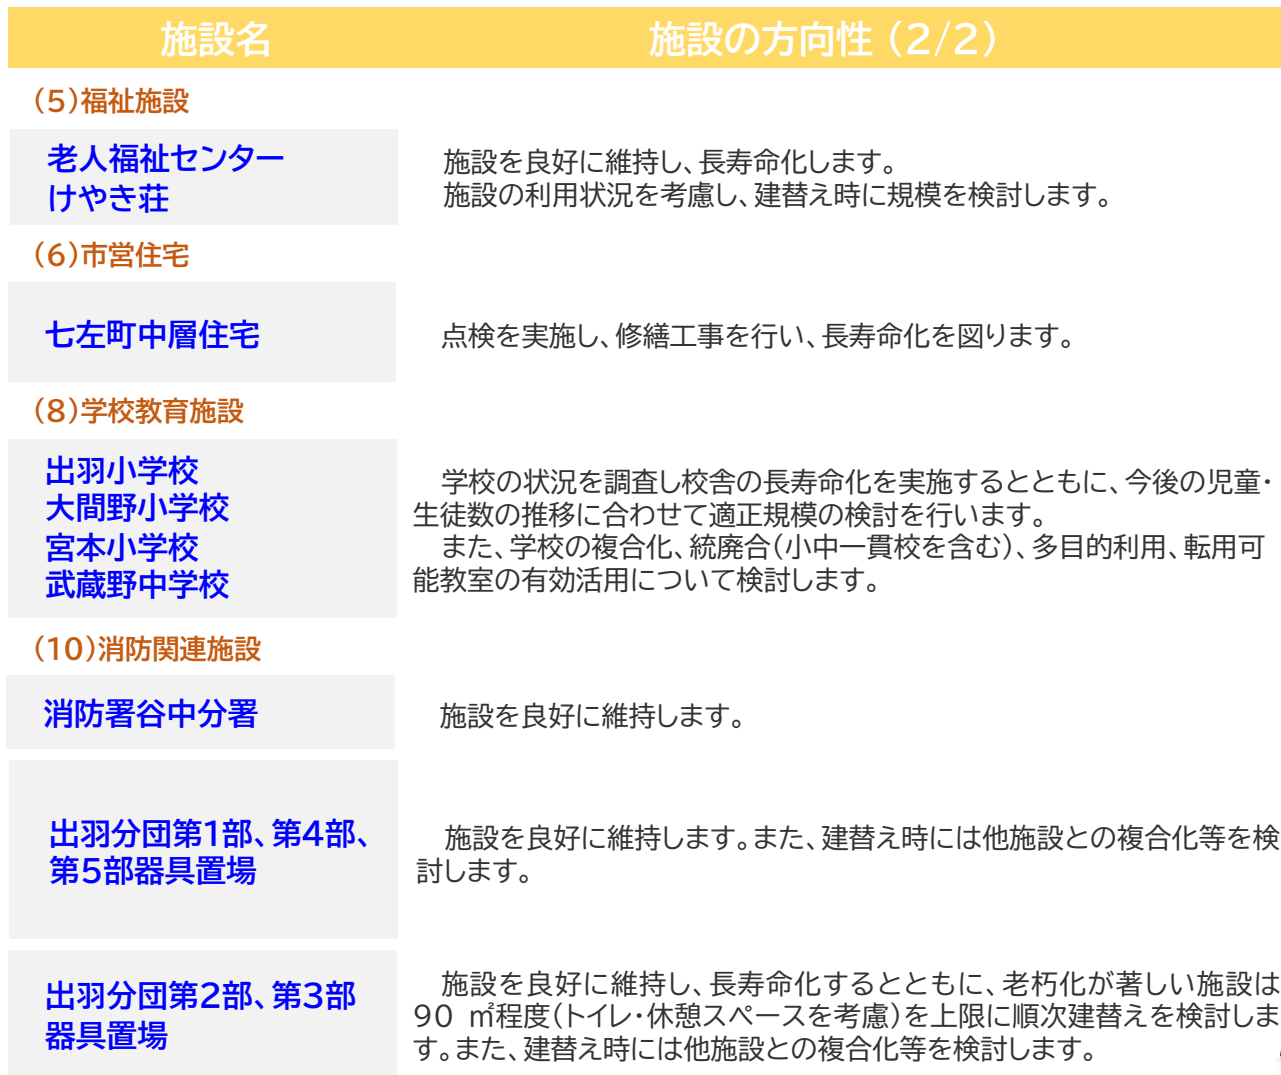 施設名 施設の方向性（２/２）
（5）福祉施設
老人福祉センター
けやき荘
施設を良好に維持し、長寿命化します。
施設の利用状況を考慮し、建替え時に規模を検討します。
（6）市営住宅
七左町中層住宅
点検を実施し、修繕工事を行い、長寿命化を図ります。
（8）学校教育施設
出羽小学校
大間野小学校
宮本小学校
武蔵野中学校
学校の状況を調査し校舎の長寿命化を実施するとともに、今後の児童・
生徒数の推移に合わせて適正規模の検討を行います。
また、学校の複合化、統廃合（小中一貫校を含む）、多目的利用、転用可
能教室の有効活用について検討します。
（10）消防関連施設
消防署谷中分署
施設を良好に維持します。
出羽分団第1部、第4部、
第5部器具置場
施設を良好に維持します。また、建替え時には他施設との複合化等を検
討します。
出羽分団第2部、第3部
器具置場
施設を良好に維持し、長寿命化するとともに、老朽化が著しい施設は
90 ㎡程度（トイレ・休憩スペースを考慮）を上限に順次建替えを検討しま
す。また、建替え時には他施設との複合化等を検討します。